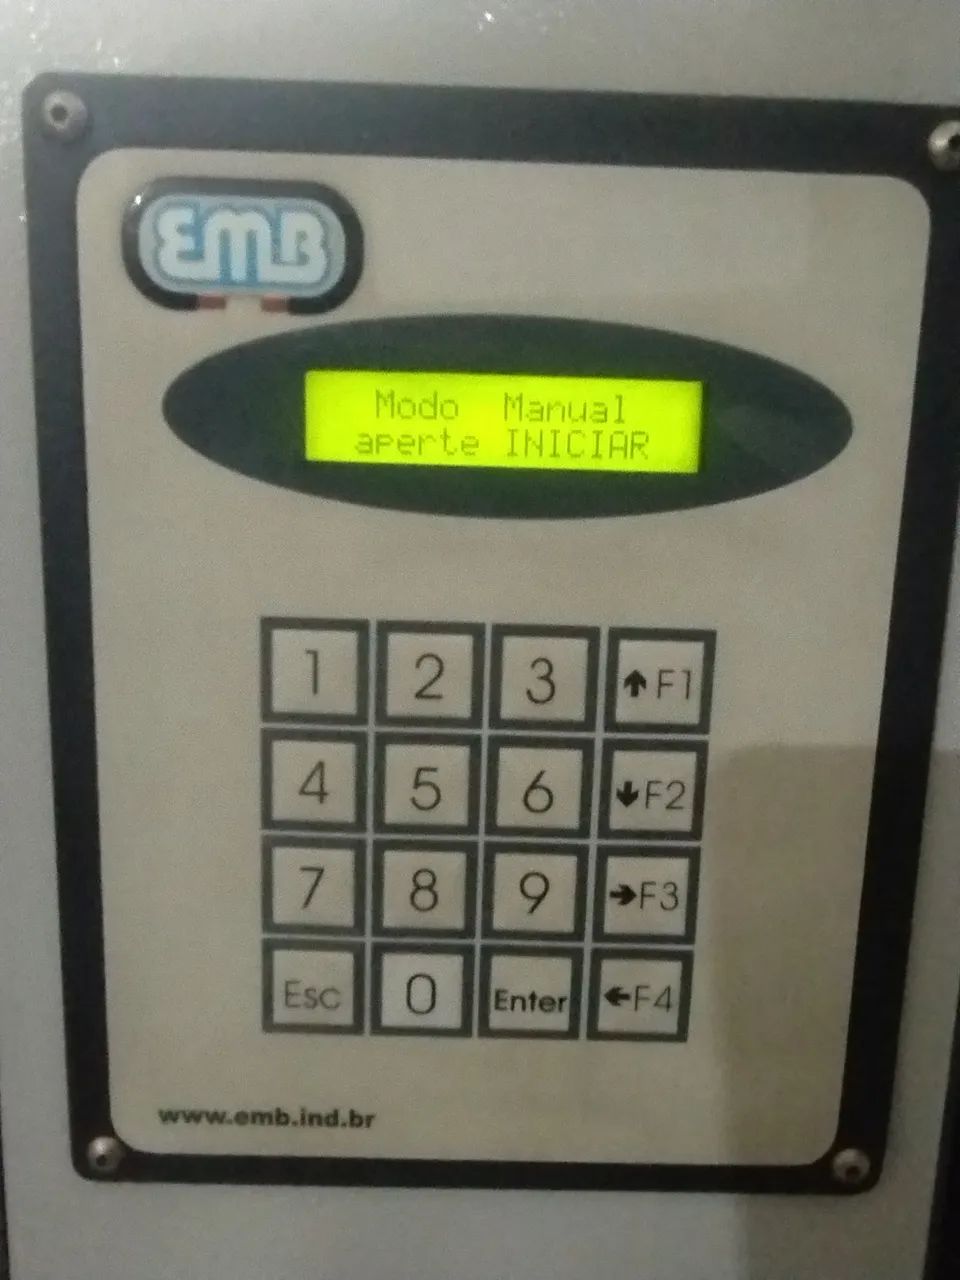 EMB
Modo Manual
aperte INICIAR
1 2 3 ↑F1
4 5 6 ↓F2
7 8 9 →F3
Esc 0 Enter ←F4
www.emb.ind.br